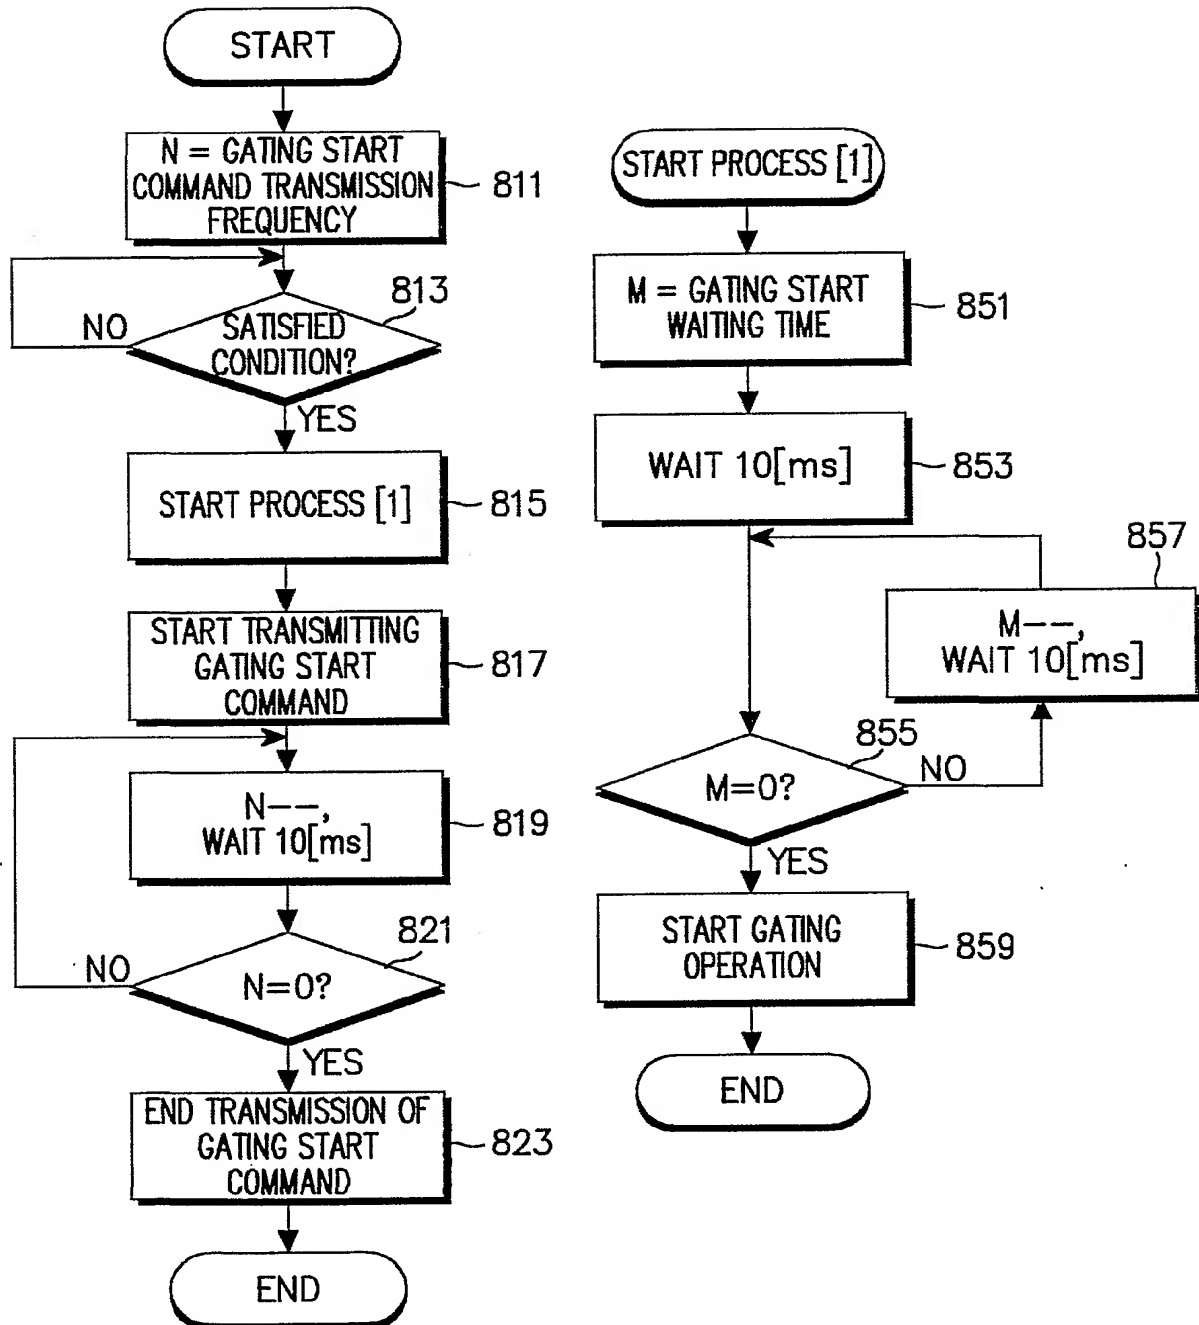 START
N = GATING START
COMMAND TRANSMISSION
FREQUENCY
811
813
SATISFIED
CONDITION?
NO
YES
START PROCESS [1]
815
START TRANSMITTING
GATING START
COMMAND
817
N--,
WAIT 10[ms]
819
821
N=0?
NO
YES
END TRANSMISSION OF
GATING START
COMMAND
823
END
START PROCESS [1]
M = GATING START
WAITING TIME
851
WAIT 10[ms]
853
857
M--,
WAIT 10[ms]
855
M=0?
NO
YES
START GATING
OPERATION
859
END